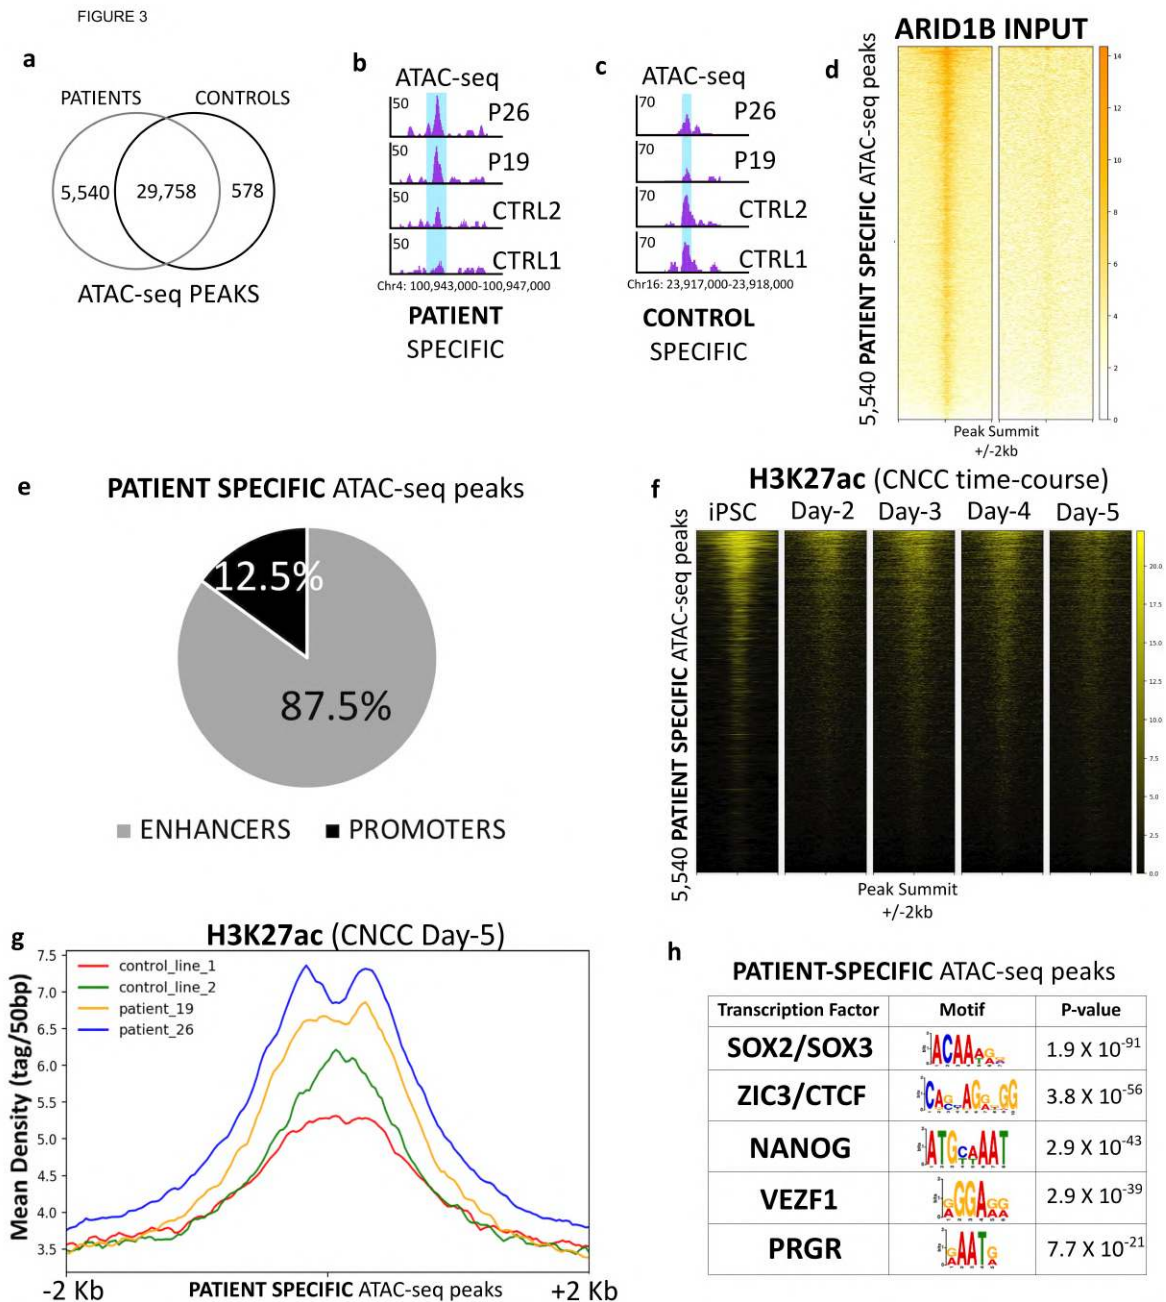 FIGURE 3
a
PATIENTS CONTROLS
5,540 29,758 578
ATAC-seq PEAKS
b
ATAC-seq
50 P26
50 P19
50 CTRL2
50 CTRL1
Chr4: 100,943,000-100,947,000
PATIENT
SPECIFIC
c
ATAC-seq
70 P26
70 P19
70 CTRL2
70 CTRL1
Chr16: 23,917,000-23,918,000
CONTROL
SPECIFIC
d
ARID1B INPUT
5,540 PATIENT SPECIFIC ATAC-seq peaks
14
12
10
8
6
4
2
0
Peak Summit
+/-2kb
e
PATIENT SPECIFIC ATAC-seq peaks
12.5%
87.5%
ENHANCERS PROMOTERS
f
H3K27ac (CNCC time-course)
iPSC Day-2 Day-3 Day-4 Day-5
5,540 PATIENT SPECIFIC ATAC-seq peaks
20.0
17.5
15.0
12.5
10.0
7.5
5.0
2.5
0.0
Peak Summit
+/-2kb
g
H3K27ac (CNCC Day-5)
Mean Density (tag/50bp)
7.5
7.0
6.5
6.0
5.5
5.0
4.5
4.0
3.5
control_line_1
control_line_2
patient_19
patient_26
-2 Kb PATIENT SPECIFIC ATAC-seq peaks +2 Kb
h
PATIENT-SPECIFIC ATAC-seq peaks
Transcription Factor Motif P-value
SOX2/SOX3 ACAA 1.9 X 10-91
ZIC3/CTCF 3.8 X 10-56
NANOG 2.9 X 10-43
VEZF1 2.9 X 10-39
PRGR 7.7 X 10-21